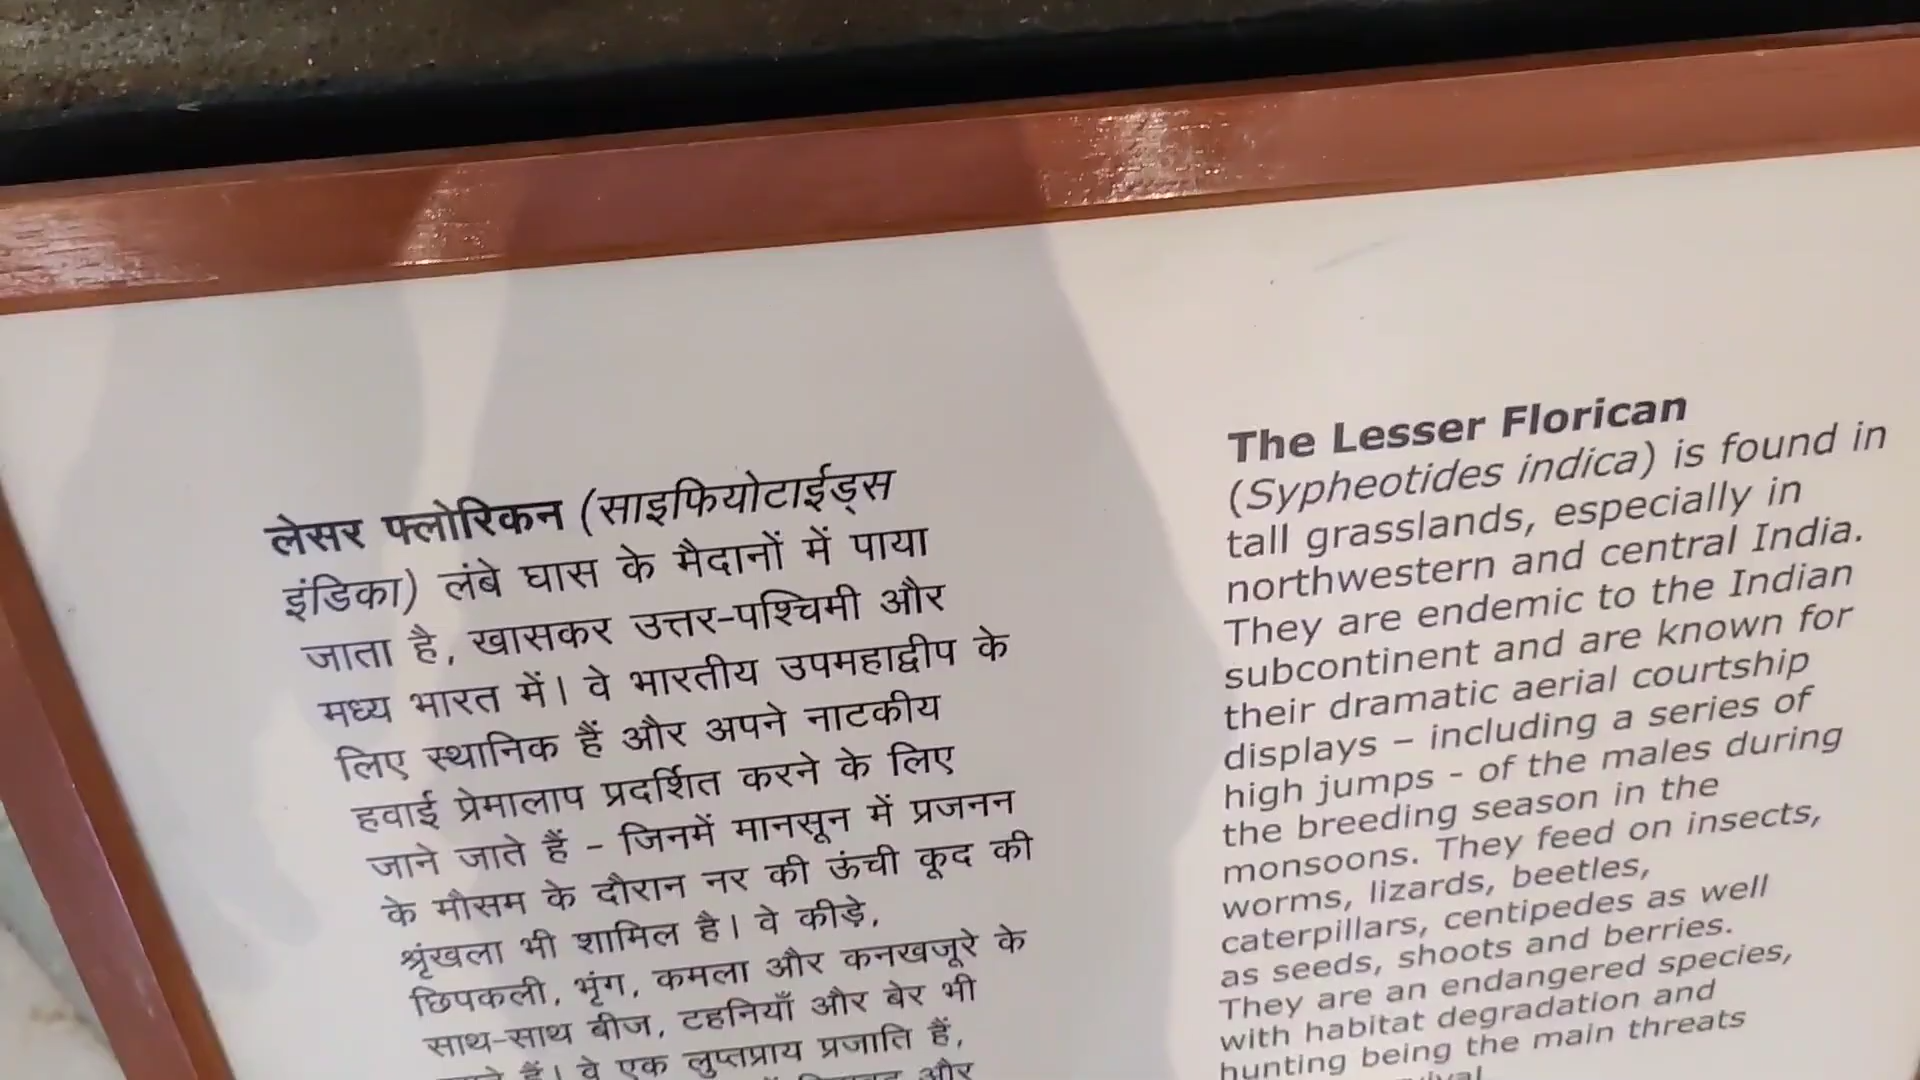 लेसर फ्लोरिकन (साइफियोटाईड्स
इंडिका) लंबे घास के मैदानों में पाया
जाता है, खासकर उत्तर-पश्चिमी और
मध्य भारत में। वे भारतीय उपमहाद्वीप के
लिए स्थानिक हैं और अपने नाटकीय
हवाई प्रेमालाप प्रदर्शित करने के लिए
जाने जाते हैं – जिनमें मानसून में प्रजनन
के मौसम के दौरान नर की ऊंची कूद की
श्रृंखला भी शामिल है। वे कीड़े,
छिपकली, भृंग, कमला और कनखजूरे के
साथ-साथ बीज, टहनियाँ और बेर भी
हैं। वे एक लुप्तप्राय प्रजाति हैं,
और
The Lesser Florican
(Sypheotides indica) is found in
tall grasslands, especially in
northwestern and central India.
They are endemic to the Indian
subcontinent and are known for
their dramatic aerial courtship
displays – including a series of
high jumps - of the males during
the breeding season in the
monsoons. They feed on insects,
worms, lizards, beetles,
caterpillars, centipedes as well
as seeds, shoots and berries.
They are an endangered species,
with habitat degradation and
hunting being the main threats